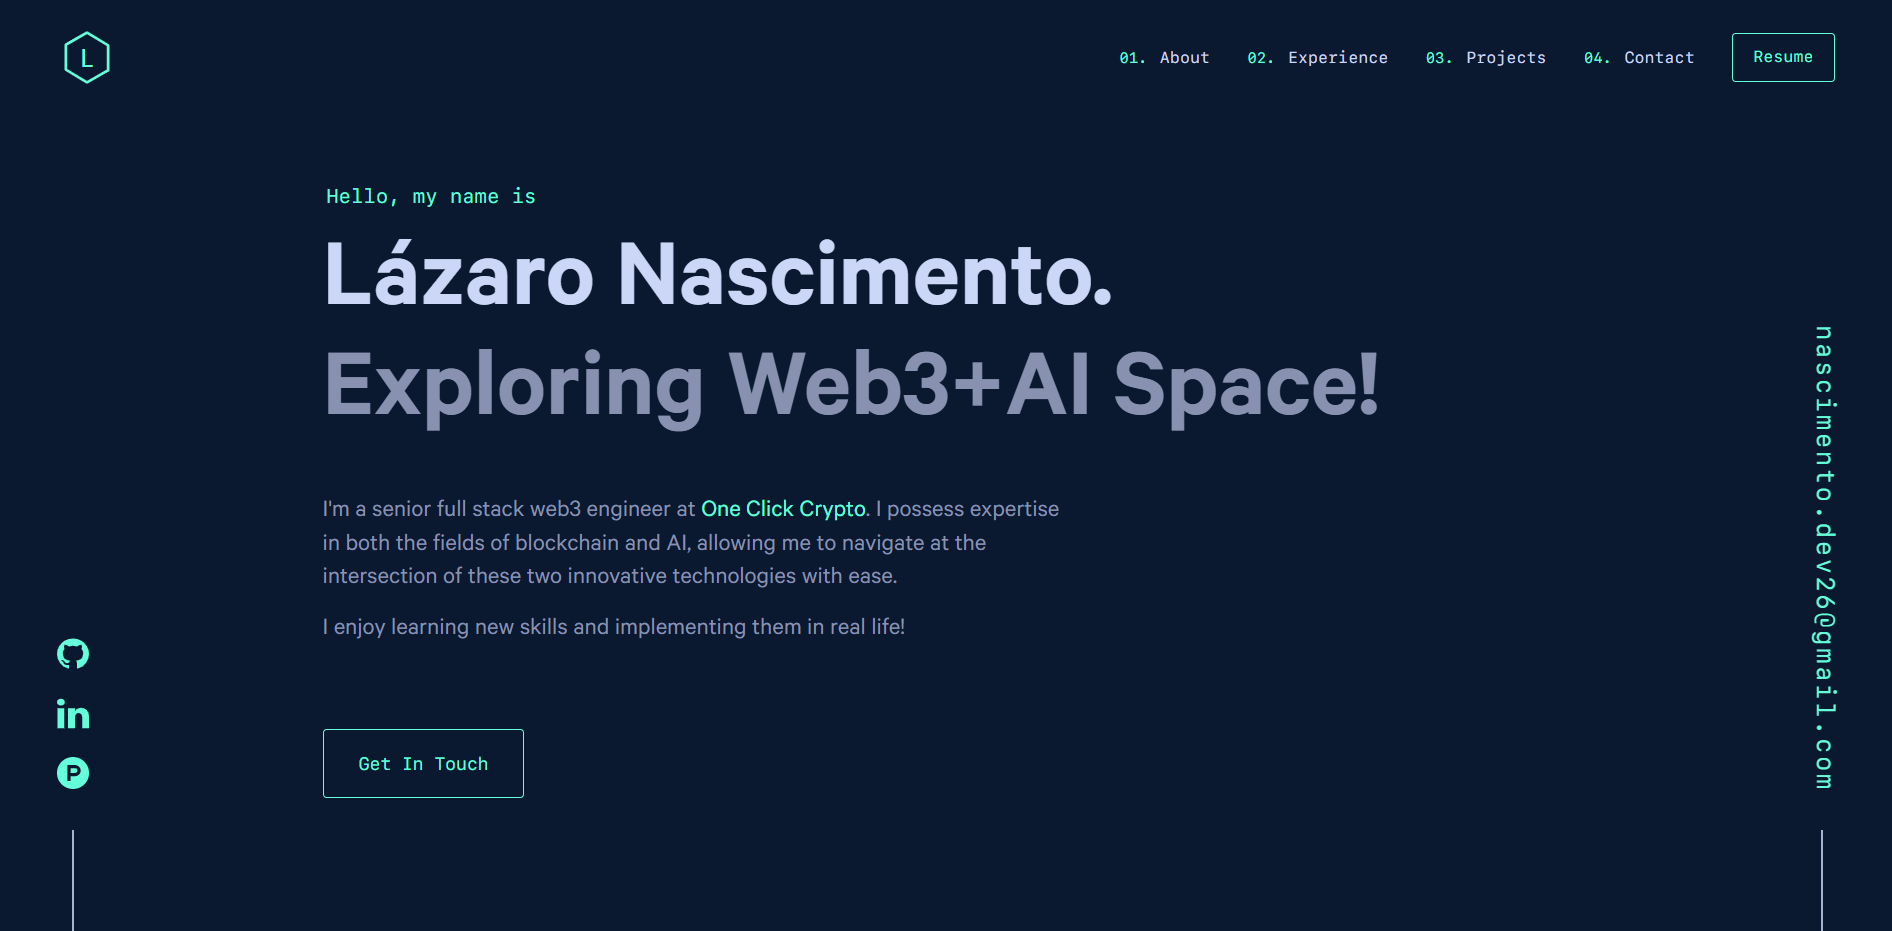 L
01. About
02. Experience
03. Projects
04. Contact
Resume
Hello, my name is
Lázaro Nascimento.
Exploring Web3+AI Space!
I'm a senior full stack web3 engineer at One Click Crypto. I possess expertise
in both the fields of blockchain and AI, allowing me to navigate at the
intersection of these two innovative technologies with ease.
I enjoy learning new skills and implementing them in real life!
Get In Touch
in
P
nascimento.dev26@gmail.com